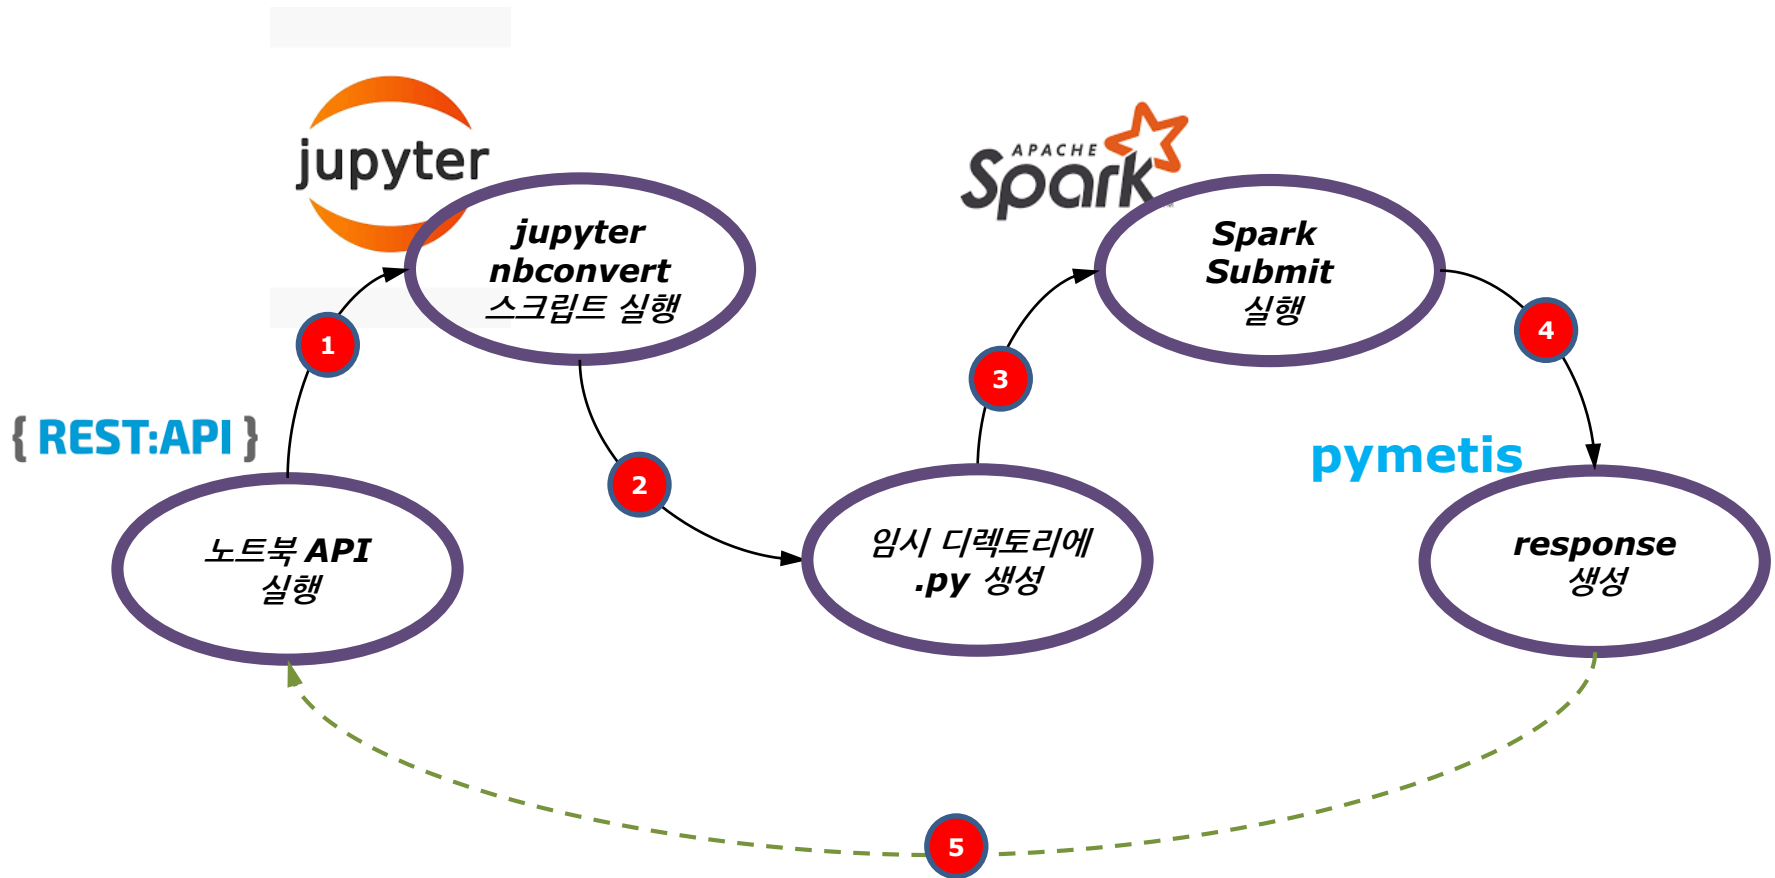 jupyter
jupyter
nbconvert
스크립트 실행
1
{ REST:API }
노트북 API
실행
2
임시 디렉토리에
.py 생성
3
APACHE
Spark
Spark
Submit
실행
4
pymetis
response
생성
5